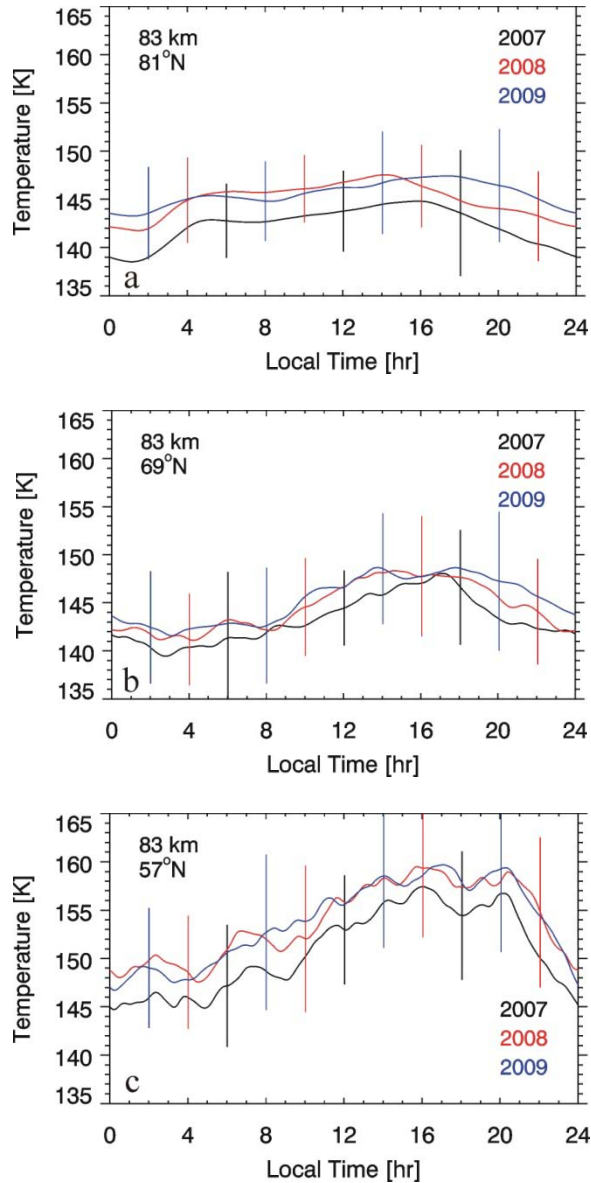 165
83 km
2007
160
81°N
2008
155
2009
150
145
140
a
135
Temperature [K]
0 4 8 12 16 20 24
Local Time [hr]
165
83 km
2007
160
69°N
2008
155
2009
150
145
140
b
135
Temperature [K]
0 4 8 12 16 20 24
Local Time [hr]
165
83 km
160
57°N
155
150
145
2007
140
2008
c
2009
135
Temperature [K]
0 4 8 12 16 20 24
Local Time [hr]